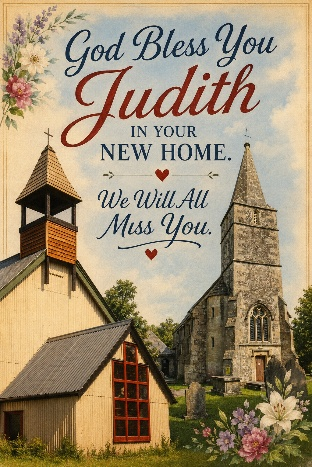 God Bless You
Judith
IN YOUR
NEW HOME.
We Will All
Miss You.